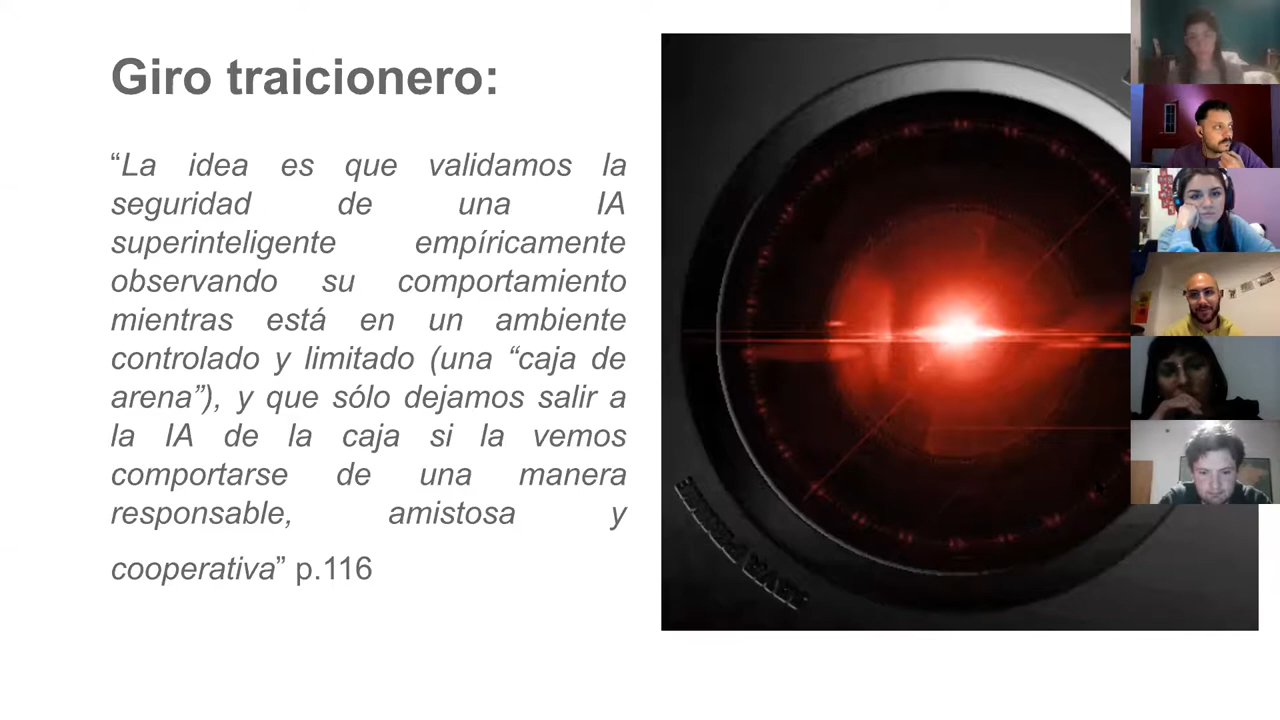 Giro traicionero:
“La idea es que validamos la
seguridad de una IA
superinteligente empíricamente
observando su comportamiento
mientras está en un ambiente
controlado y limitado (una “caja de
arena”), y que sólo dejamos salir a
la IA de la caja si la vemos
comportarse de una manera
responsable, amistosa y
cooperativa” p.116